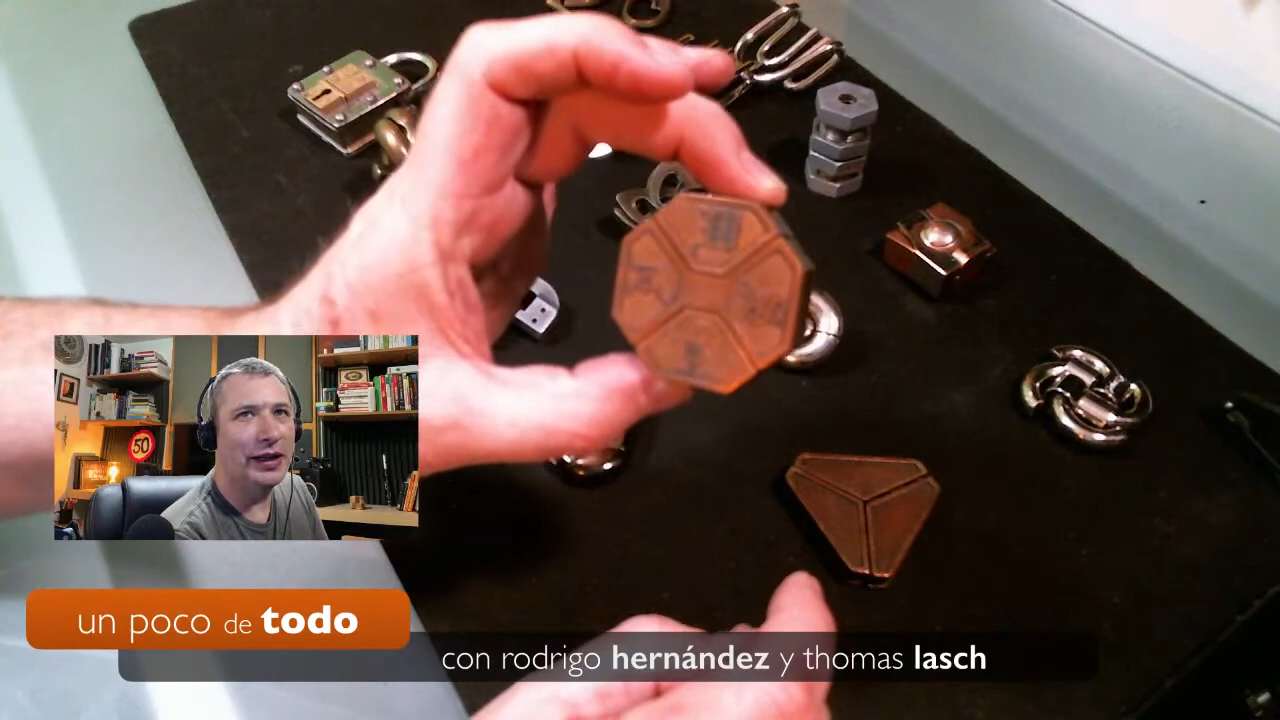 50
un poco de todo
con rodrigo hernández y thomas lasch